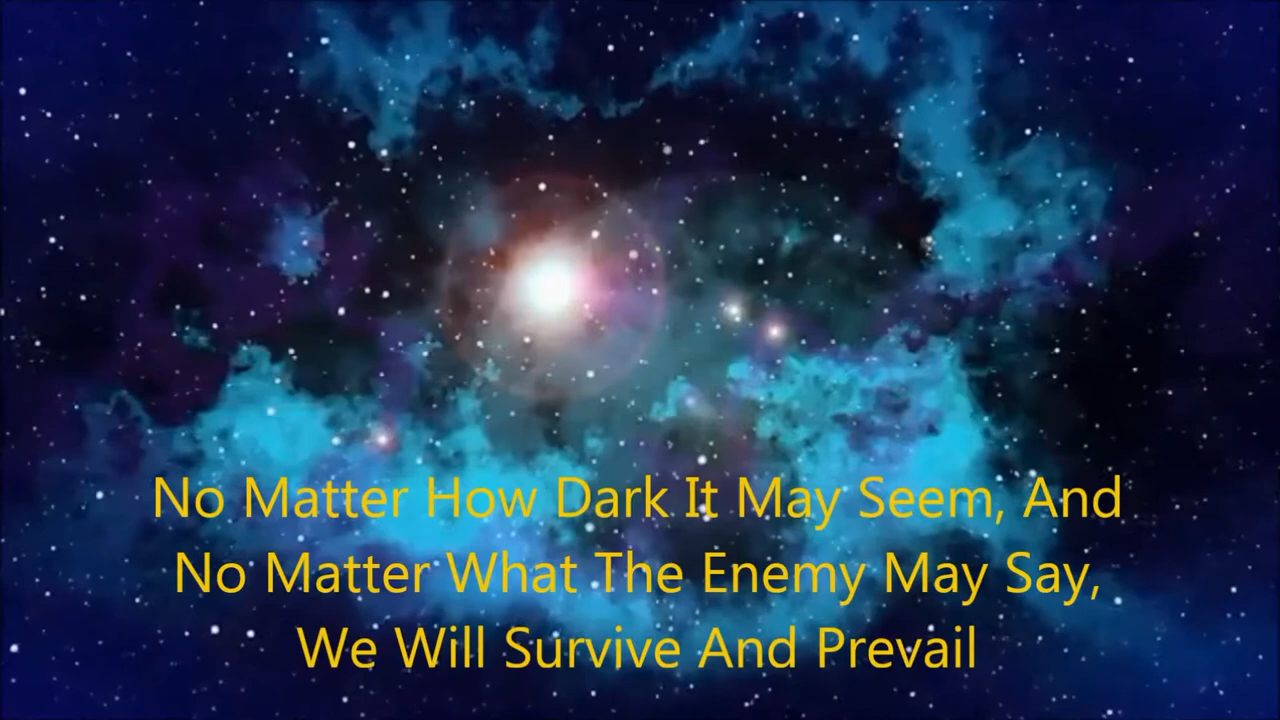 No Matter How Dark It May Seem, And
No Matter What The Enemy May Say,
We Will Survive And Prevail